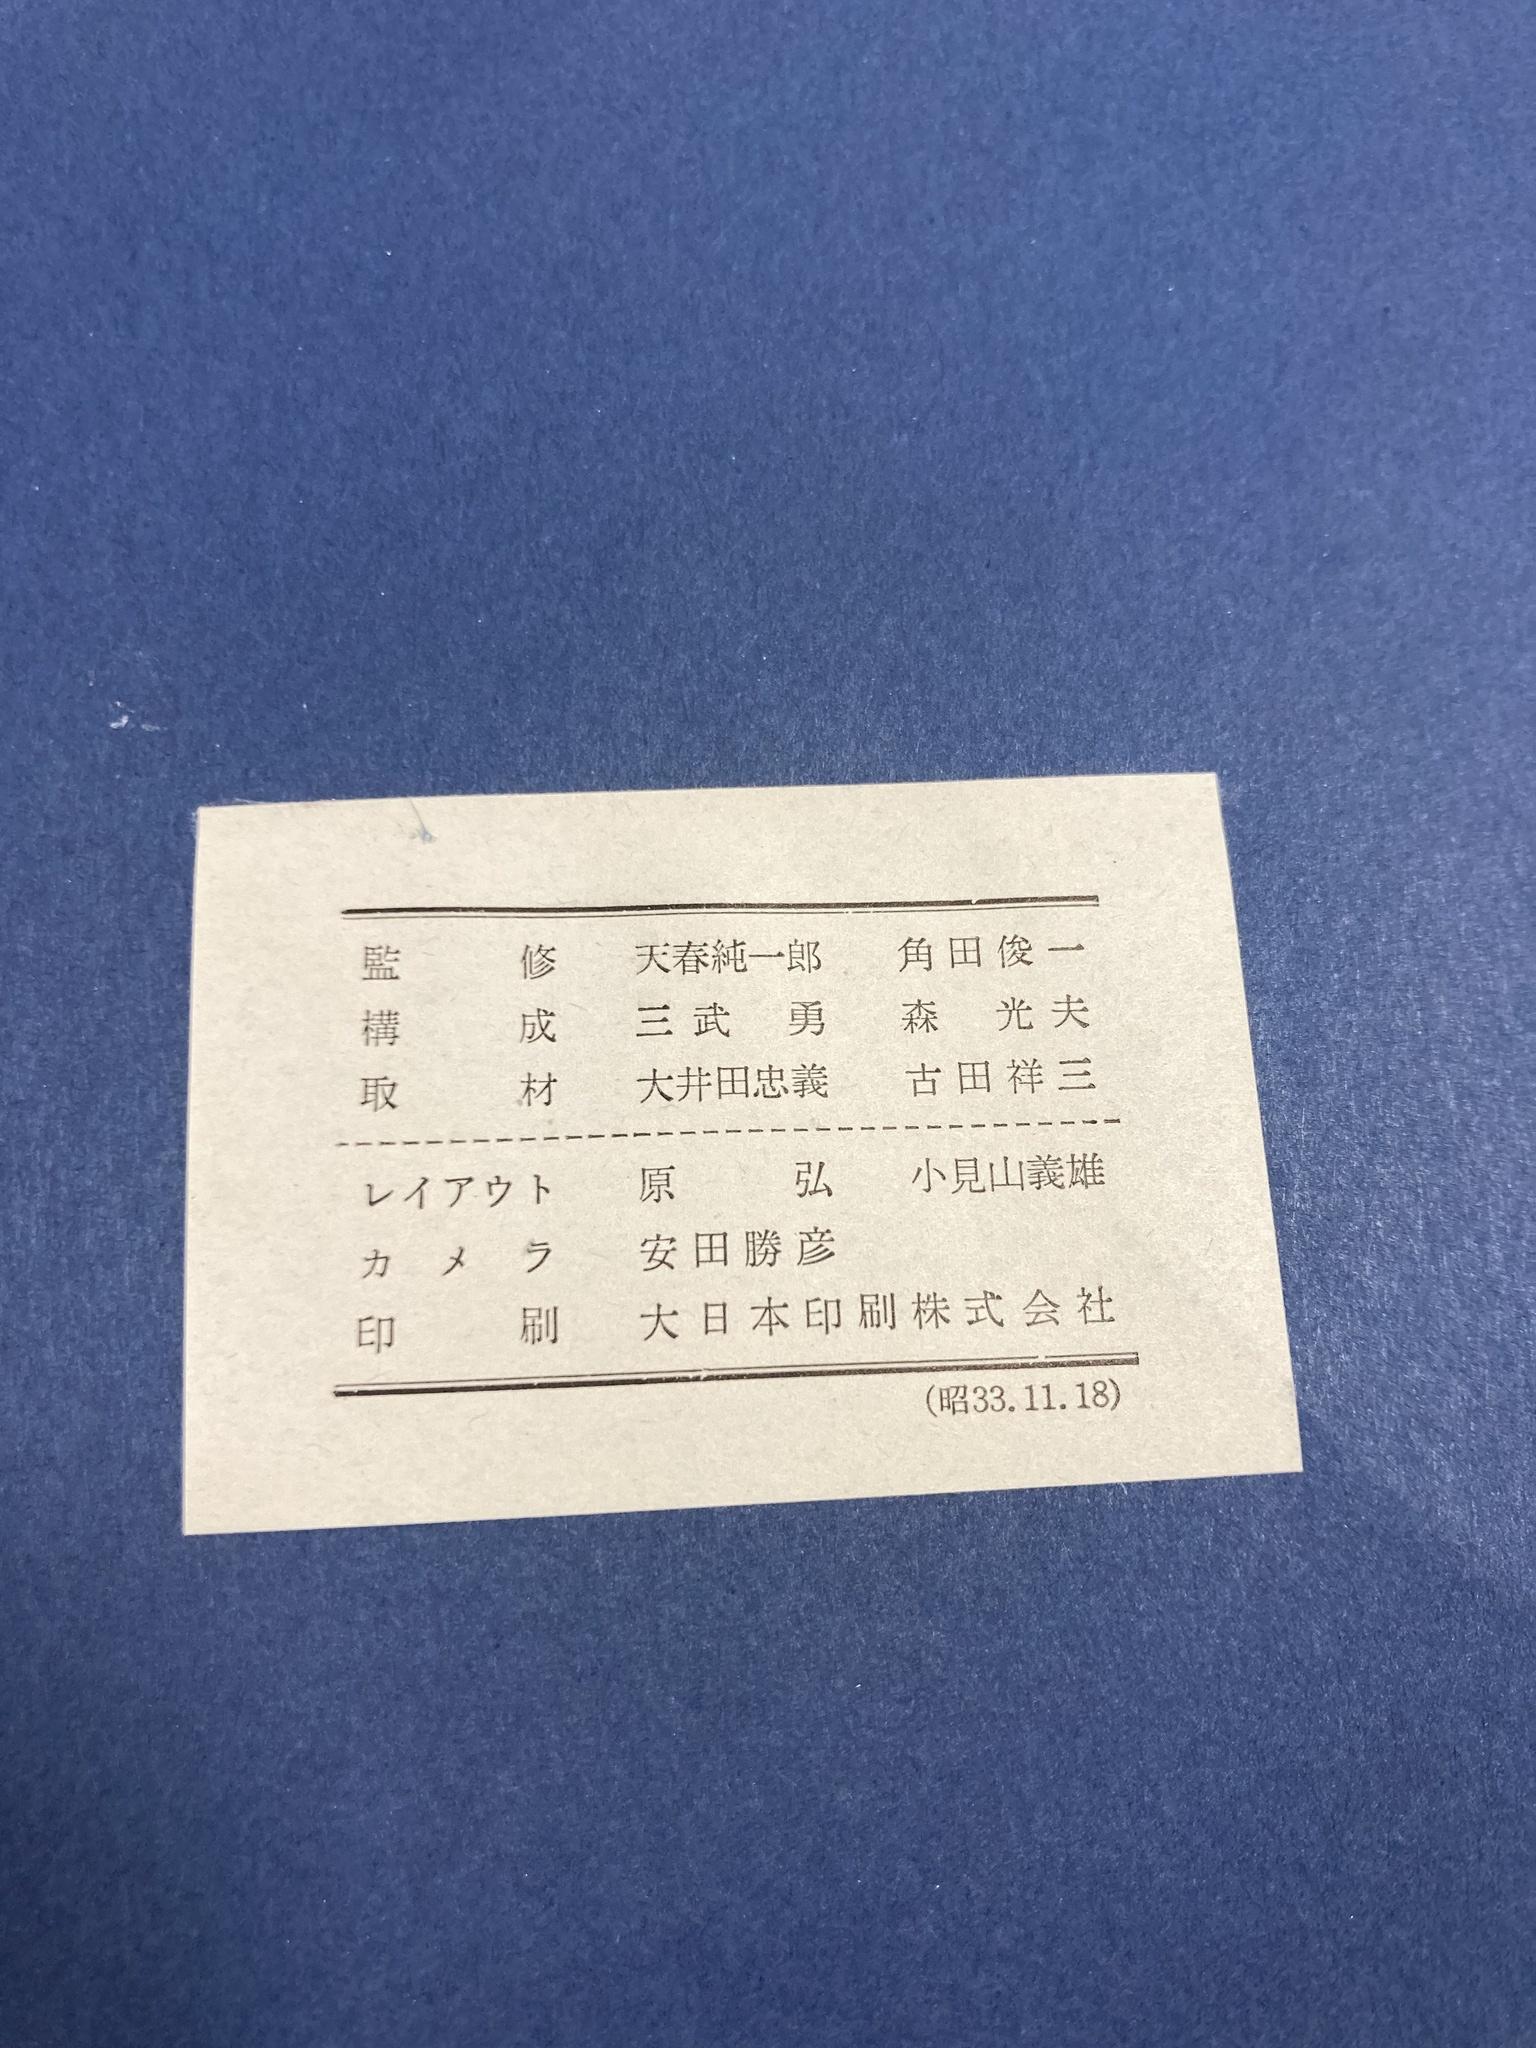 監修 天春純一郎 角田俊一
構成 三武勇 森光夫
取材 大井田忠義 古田祥三
レイアウト 原弘 小見山義雄
カメラ 安田勝彦
印刷 大日本印刷株式会社
(昭33.11.18)